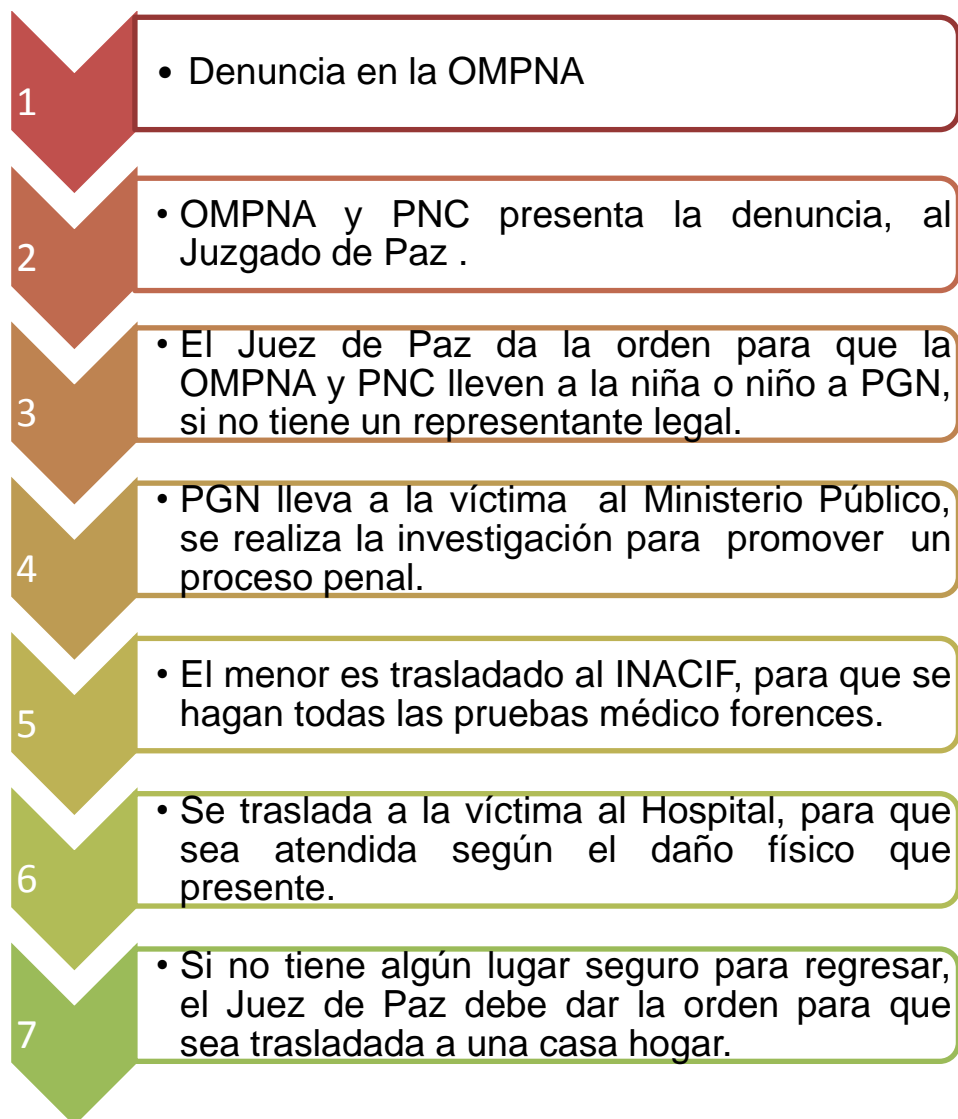 1
• Denuncia en la OMPNA
2
• OMPNA y PNC presenta la denuncia, al
Juzgado de Paz .
3
• El Juez de Paz da la orden para que la
OMPNA y PNC lleven a la niña o niño a PGN,
si no tiene un representante legal.
4
• PGN lleva a la víctima al Ministerio Público,
se realiza la investigación para promover un
proceso penal.
5
• El menor es trasladado al INACIF, para que se
hagan todas las pruebas médico forences.
6
• Se traslada a la víctima al Hospital, para que
sea atendida según el daño físico que
presente.
7
• Si no tiene algún lugar seguro para regresar,
el Juez de Paz debe dar la orden para que
sea trasladada a una casa hogar.